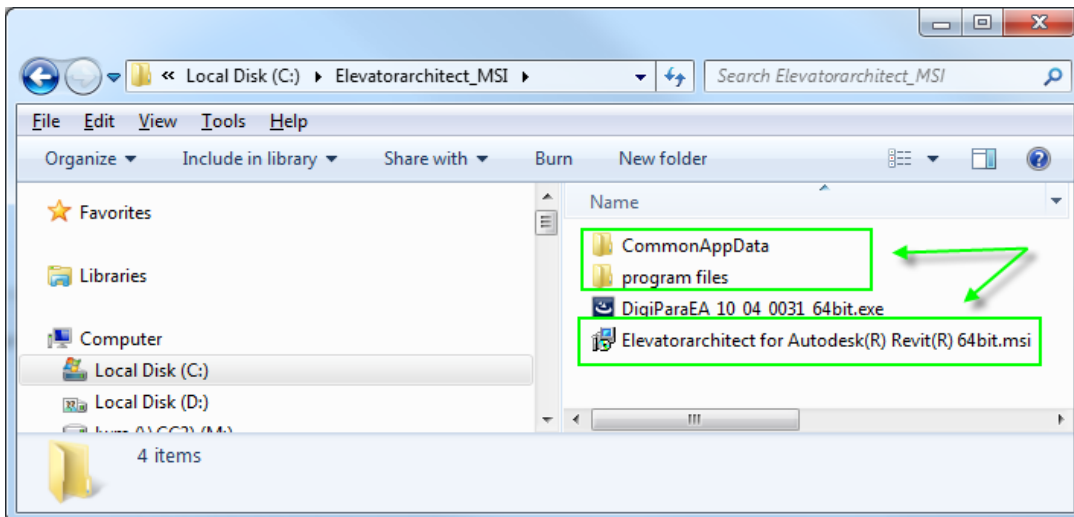 « Local Disk (C:) ▸ Elevatorarchitect_MSI ▸
Search Elevatorarchitect_MSI
File Edit View Tools Help
Organize Include in library Share with Burn New folder
Favorites
Libraries
Computer
Local Disk (C:)
Local Disk (D:)
Name
CommonAppData
program files
DigiParaEA_10_04_0031_64bit.exe
Elevatorarchitect for Autodesk(R) Revit(R) 64bit.msi
4 items